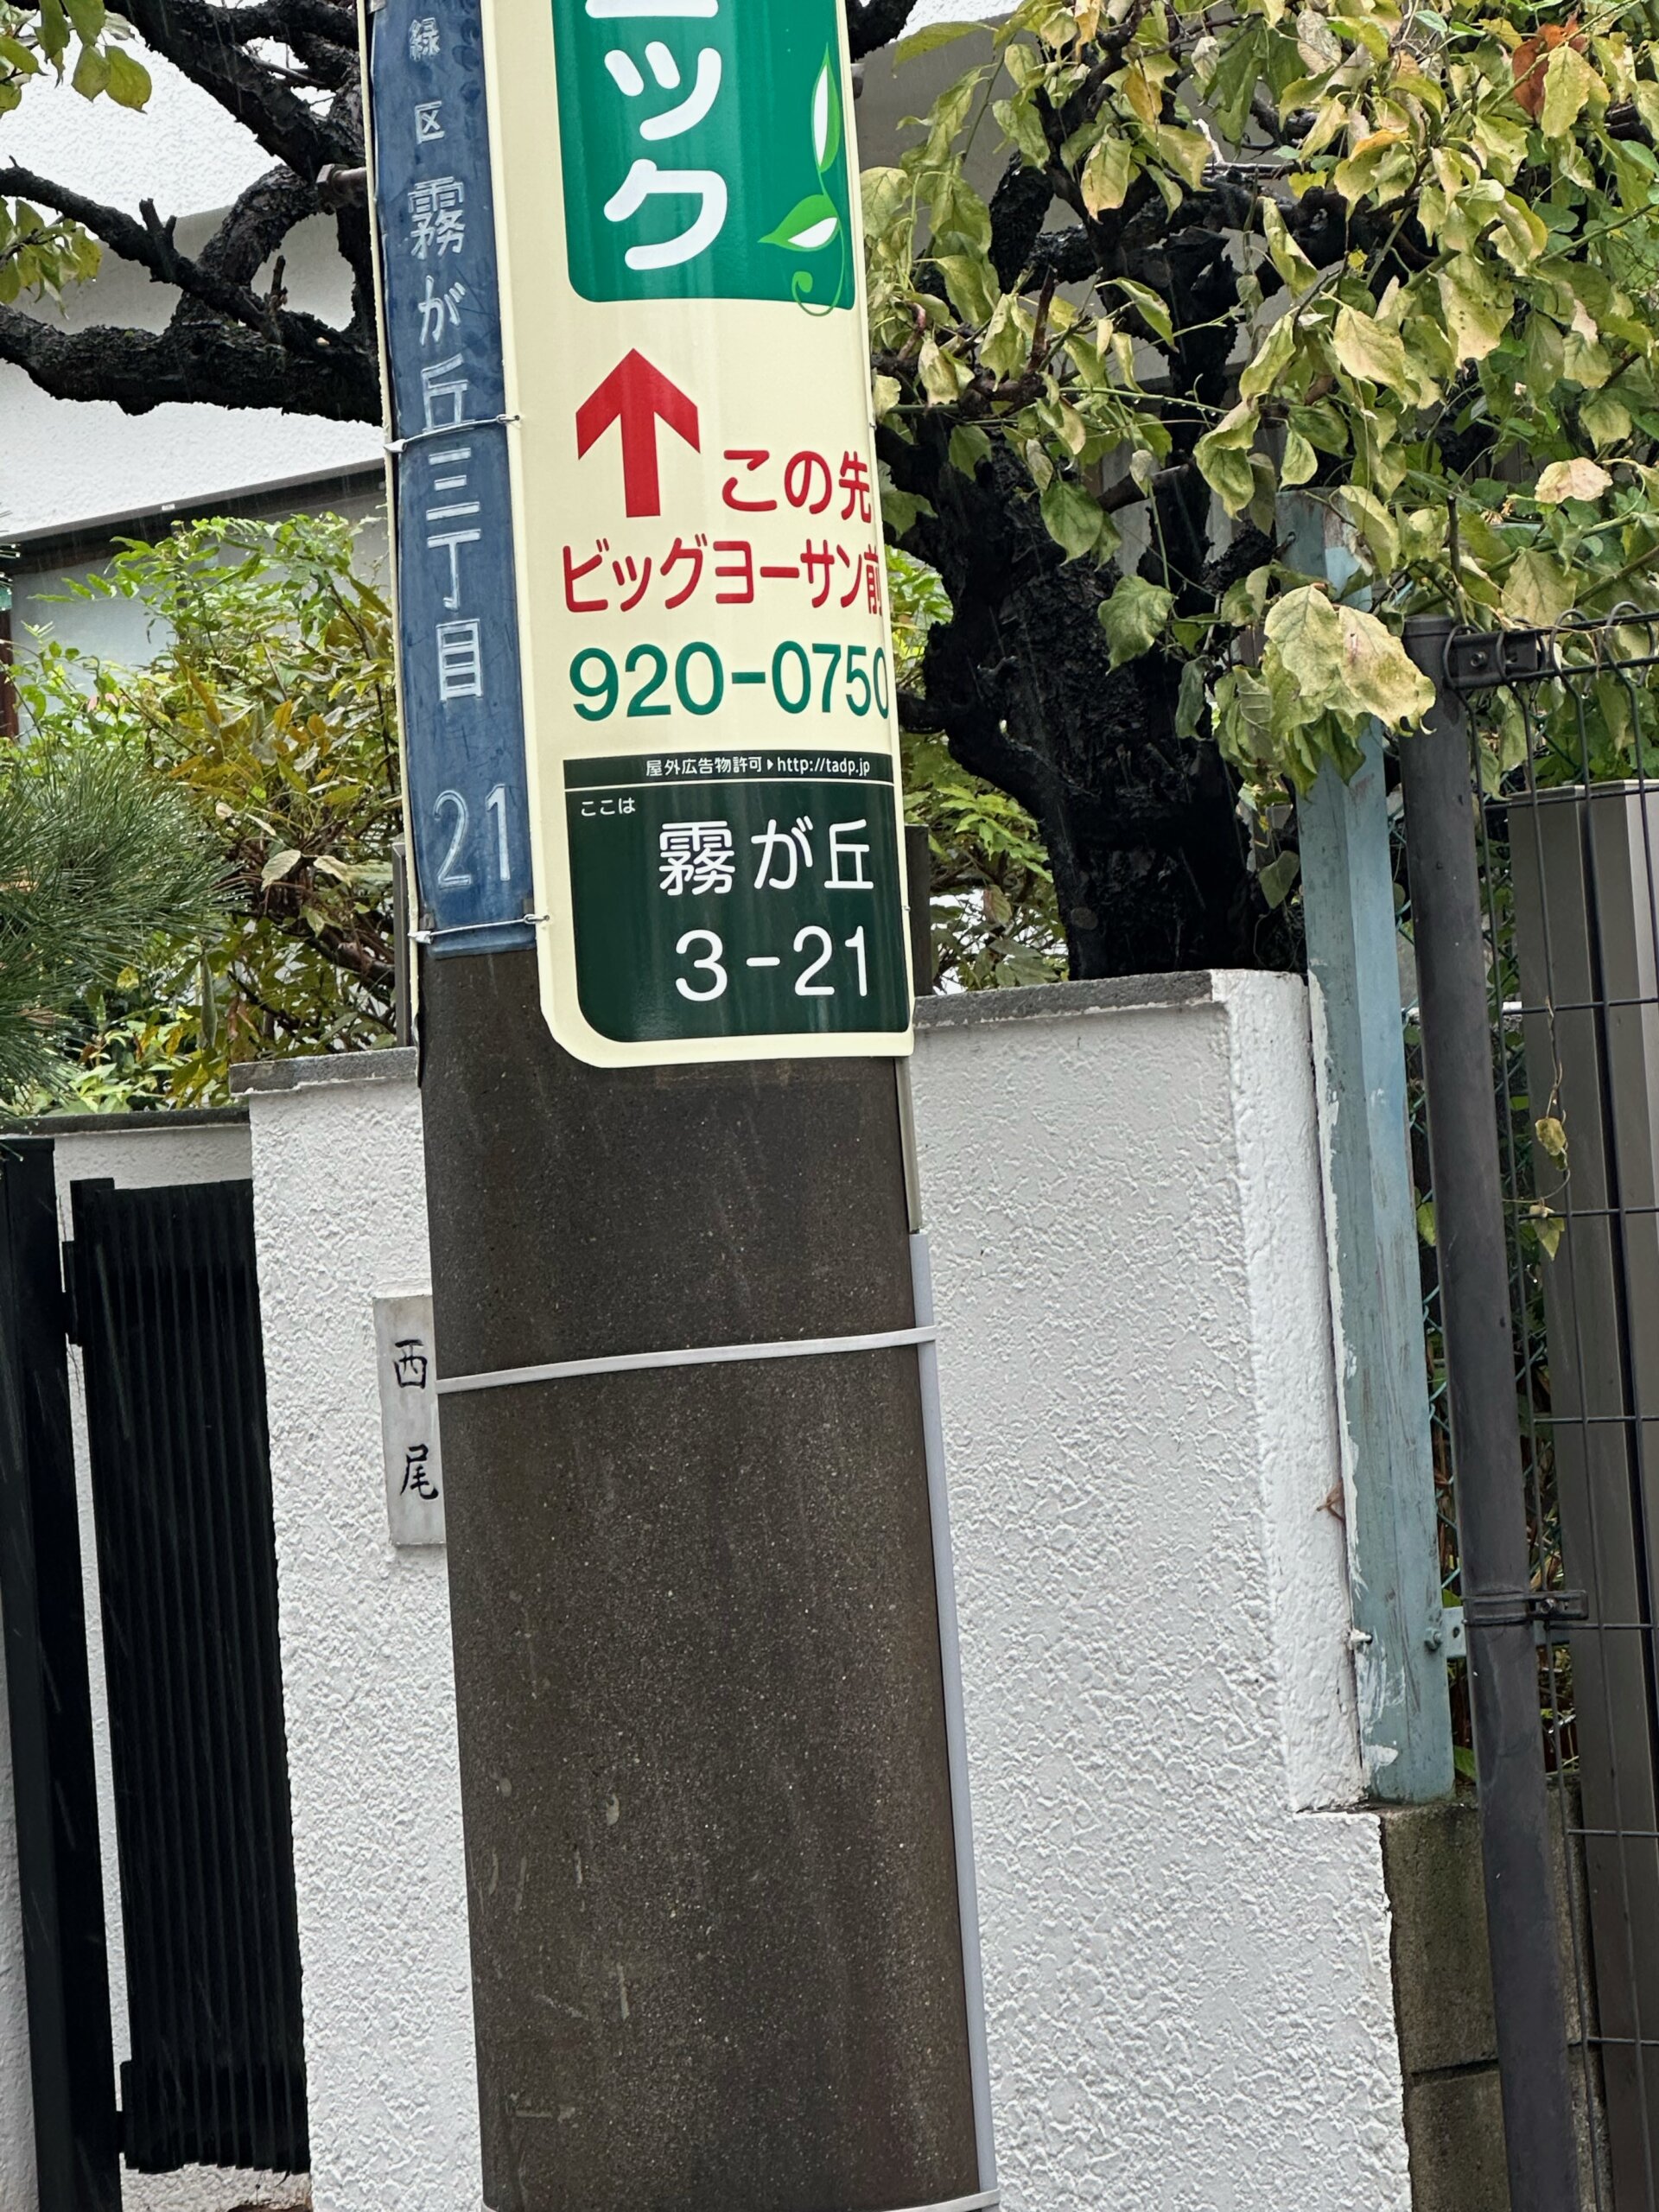 緑区霧が丘三丁目 21
ニック
この先
ビッグヨーサン前
920-0750
屋外広告物許可▶http://tadp.jp
ここは
霧が丘
3-21
西尾